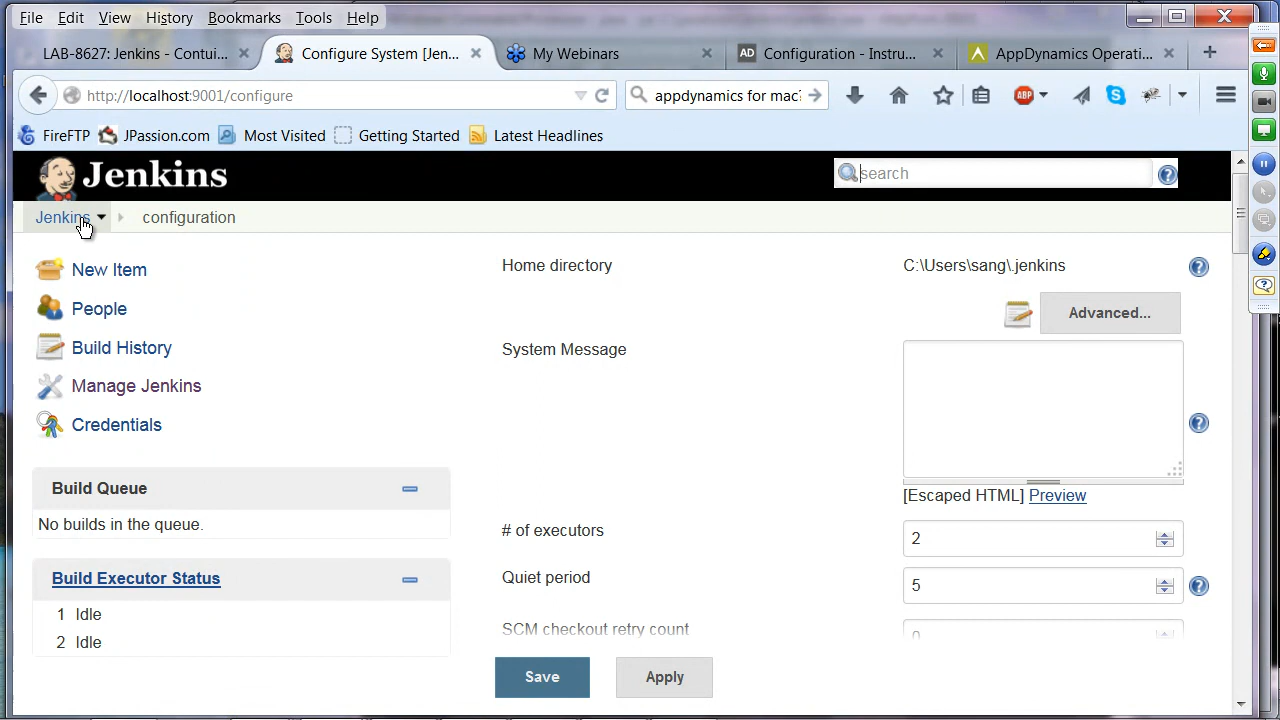 File Edit View History Bookmarks Tools Help
LAB-8627: Jenkins - Contui...
Configure System [Jen...
My Webinars
AD Configuration - Instru...
AppDynamics Operati...
http://localhost:9001/configure
appdynamics for mac?
ABP
FireFTP JPassion.com Most Visited Getting Started Latest Headlines
Jenkins
search
Jenkins configuration
New Item
People
Build History
Manage Jenkins
Credentials
Build Queue
No builds in the queue.
Build Executor Status
1 Idle
2 Idle
Home directory C:\Users\sang\.jenkins
Advanced...
System Message
[Escaped HTML] Preview
# of executors 2
Quiet period 5
SCM checkout retry count 0
Save Apply